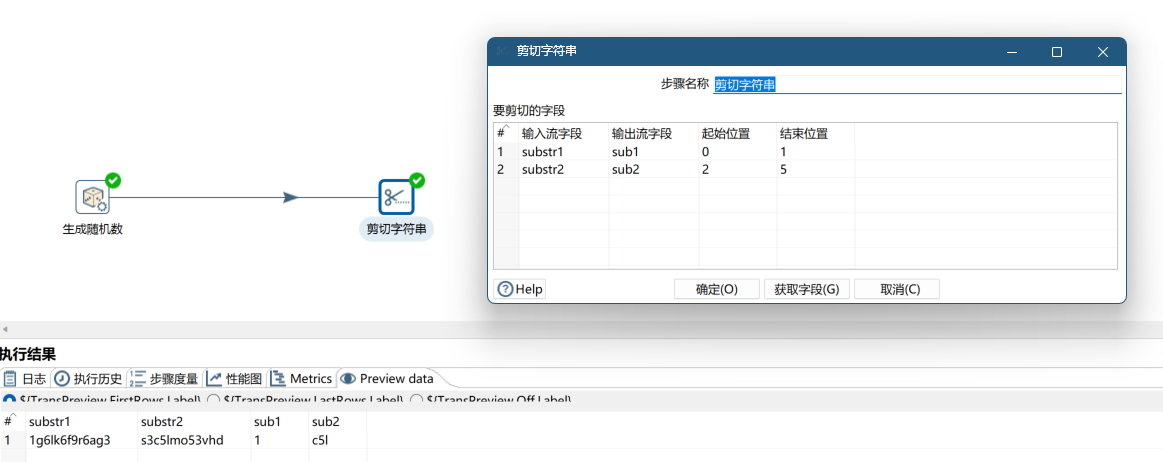 剪切字符串
步骤名称 剪切字符串
要剪切的字段
# 输入流字段 输出流字段 起始位置 结束位置
1 substr1 sub1 0 1
2 substr2 sub2 2 5
生成随机数 剪切字符串
Help 确定(O) 获取字段(G) 取消(C)
执行结果
日志 执行历史 步骤度量 性能图 Metrics Preview data
${TransPreview.FirstRows.Label} ${TransPreview.LastRows.Label} ${TransPreview.Off.Label}
# substr1 substr2 sub1 sub2
1 1g6lk6f9r6ag3 s3c5lmo53vhd 1 c5l